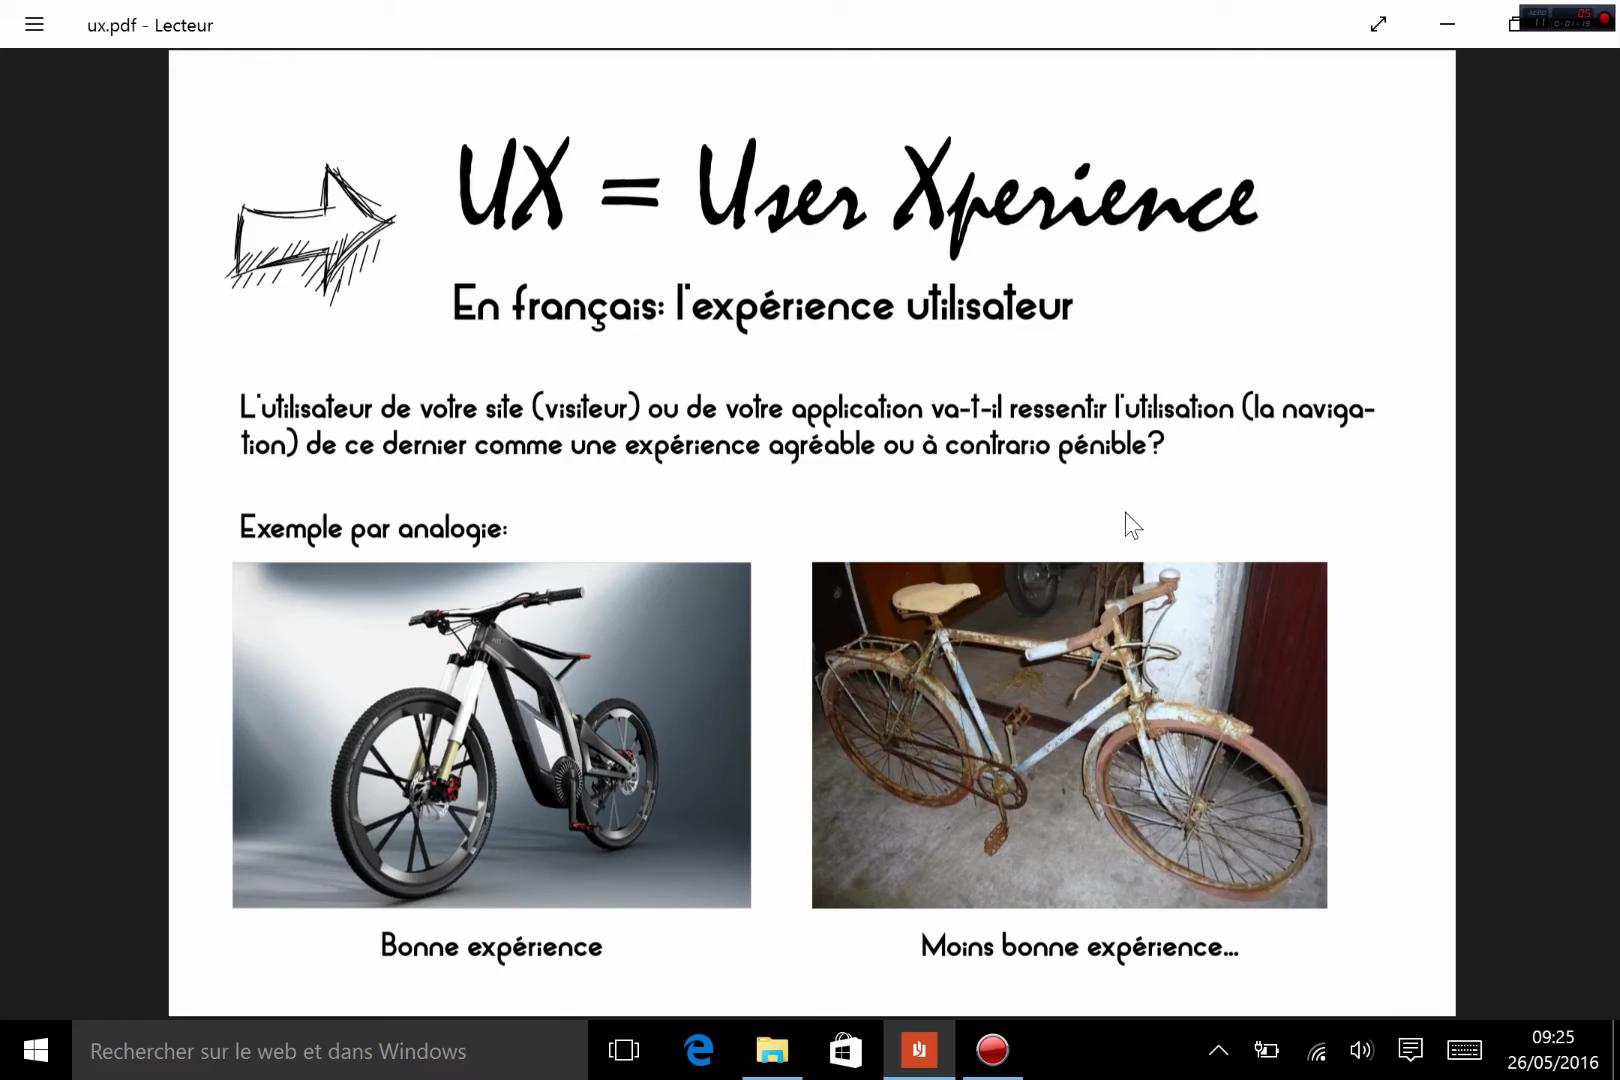 ux.pdf - Lecteur
UX = User Xperience
En français: l'expérience utilisateur
L'utilisateur de votre site (visiteur) ou de votre application va-t-il ressentir l'utilisation (la naviga-
tion) de ce dernier comme une expérience agréable ou à contrario pénible?
Exemple par analogie:
Bonne expérience
Moins bonne expérience...
Rechercher sur le web et dans Windows
09:25
26/05/2016